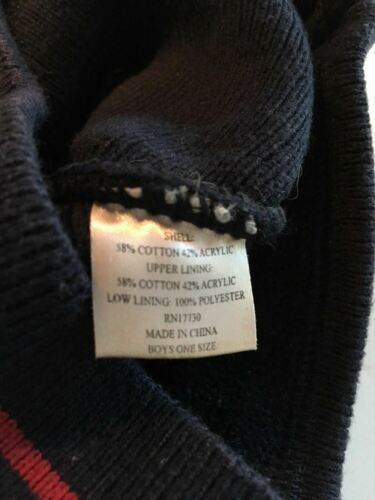 SHELL:
58% COTTON 42% ACRYLIC
UPPER LINING:
58% COTTON 42% ACRYLIC
LOW LINING: 100% POLYESTER
RN17730
MADE IN CHINA
BOYS ONE SIZE